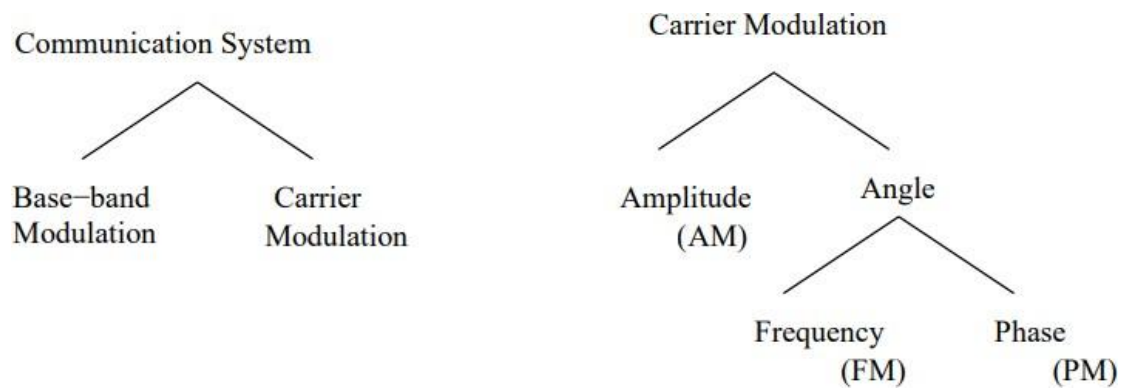 Communication System
Base−band
Modulation
Carrier
Modulation
Carrier Modulation
Amplitude
(AM)
Angle
Frequency
(FM)
Phase
(PM)